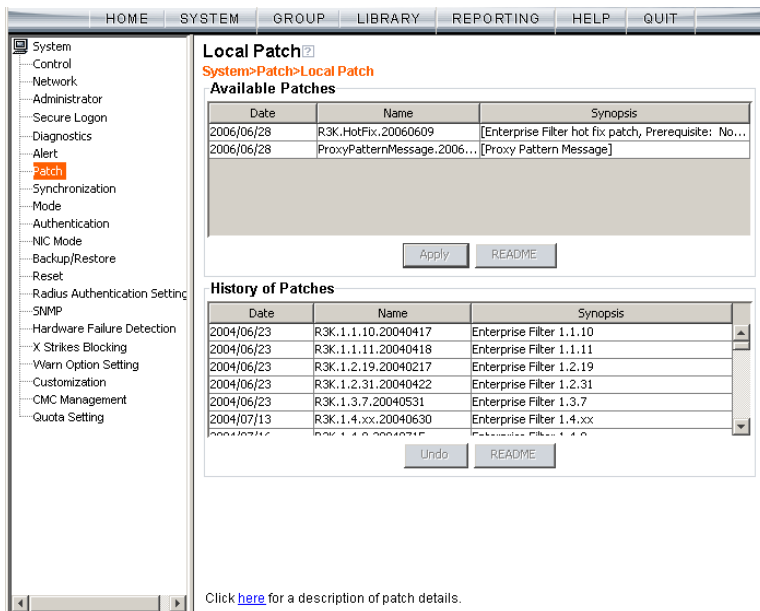 HOME SYSTEM GROUP LIBRARY REPORTING HELP QUIT
System
Control
Network
Administrator
Secure Logon
Diagnostics
Alert
Patch
Synchronization
Mode
Authentication
NIC Mode
Backup/Restore
Reset
Radius Authentication Setting
SNMP
Hardware Failure Detection
X Strikes Blocking
Warn Option Setting
Customization
CMC Management
Quota Setting
Local Patch ?
System>Patch>Local Patch
Available Patches
Date Name Synopsis
2006/06/28 R3K.HotFix.20060609 [Enterprise Filter hot fix patch, Prerequisite: No...
2006/06/28 ProxyPatternMessage.2006... [Proxy Pattern Message]
Apply README
History of Patches
Date Name Synopsis
2004/06/23 R3K.1.1.10.20040417 Enterprise Filter 1.1.10
2004/06/23 R3K.1.1.11.20040418 Enterprise Filter 1.1.11
2004/06/23 R3K.1.2.19.20040217 Enterprise Filter 1.2.19
2004/06/23 R3K.1.2.31.20040422 Enterprise Filter 1.2.31
2004/06/23 R3K.1.3.7.20040531 Enterprise Filter 1.3.7
2004/07/13 R3K.1.4.xx.20040630 Enterprise Filter 1.4.xx
Undo README
Click here for a description of patch details.